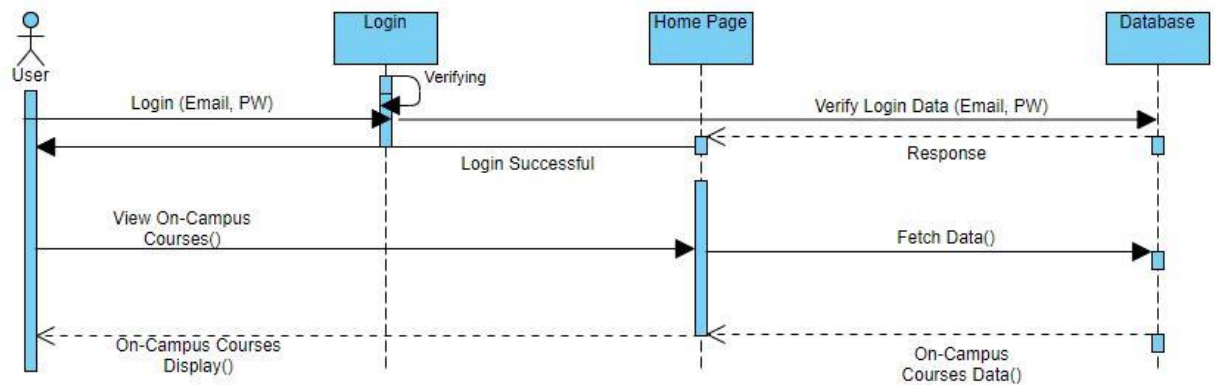 Login
Home Page
Database
User
Verifying
Login (Email, PW)
Verify Login Data (Email, PW)
Response
Login Successful
View On-Campus
Courses()
Fetch Data()
On-Campus Courses
Display()
On-Campus
Courses Data()